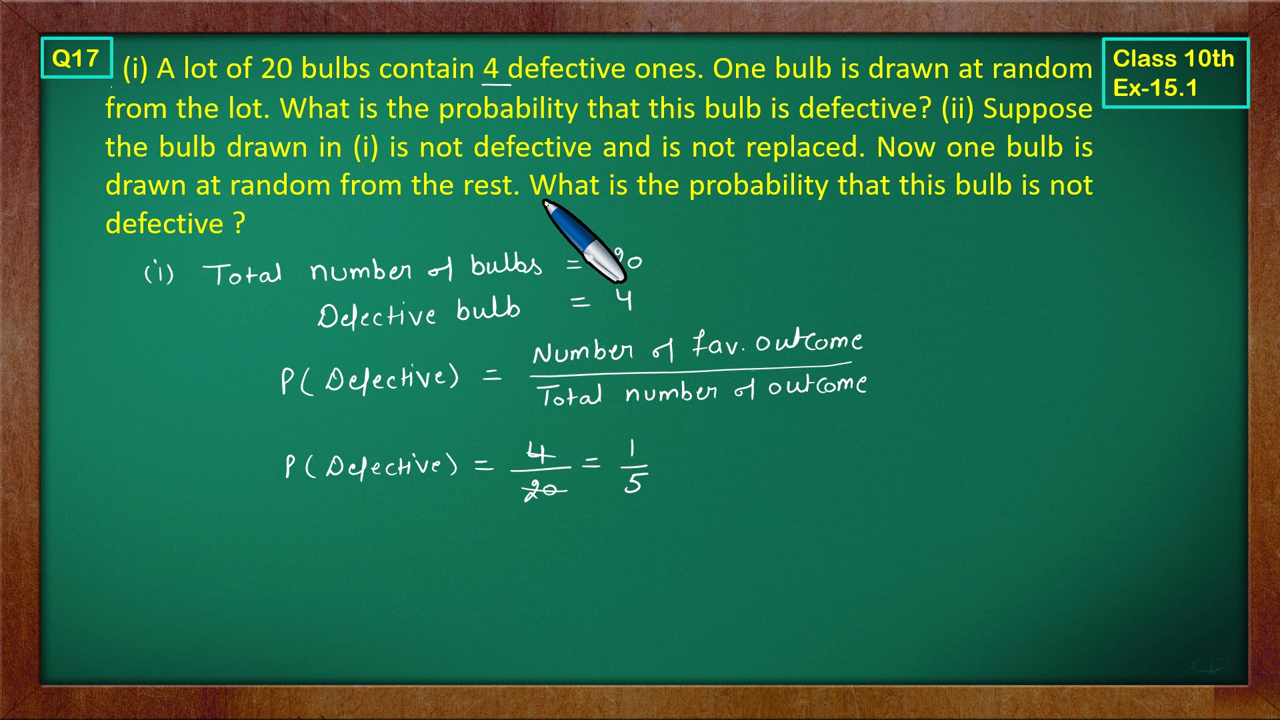 Q17
(i) A lot of 20 bulbs contain 4 defective ones. One bulb is drawn at random
from the lot. What is the probability that this bulb is defective? (ii) Suppose
the bulb drawn in (i) is not defective and is not replaced. Now one bulb is
drawn at random from the rest. What is the probability that this bulb is not
defective ?
Class 10th
Ex-15.1
(i) Total number of bulbs = 20
Defective bulb = 4
P(Defective) = Number of fav. outcome / Total number of outcome
P(Defective) = 4/20 = 1/5